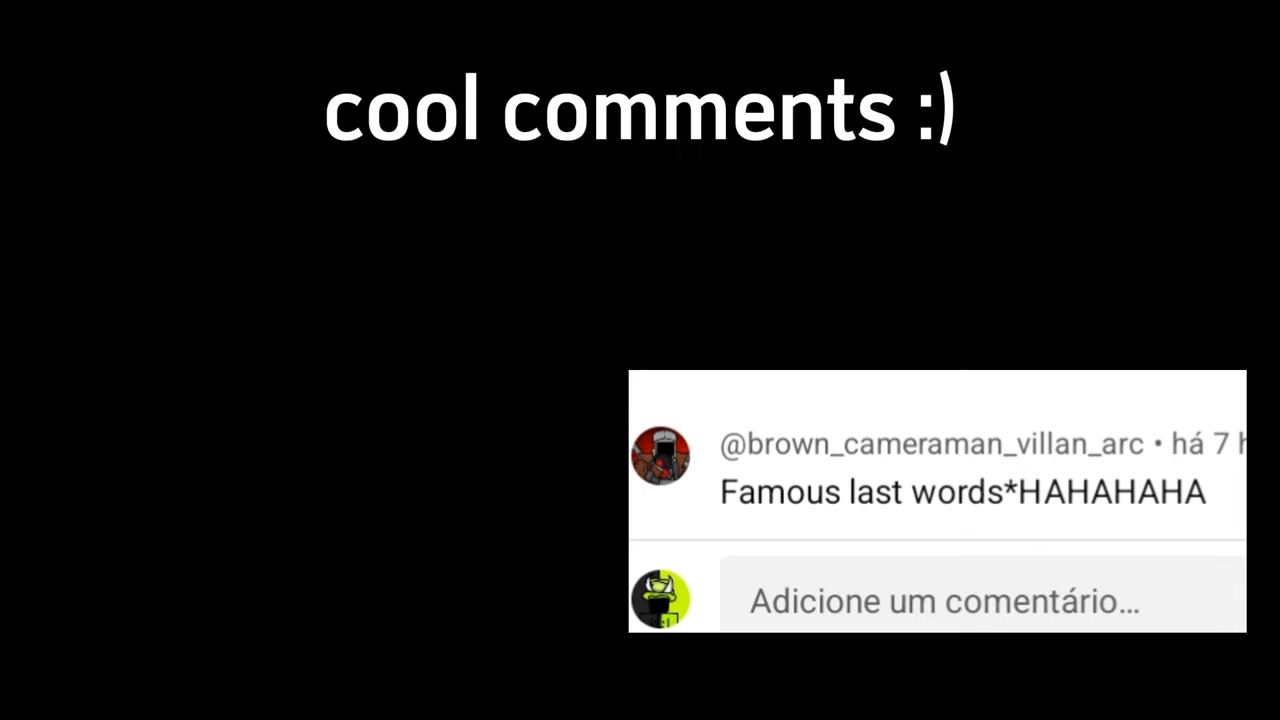 cool comments :)
@brown_cameraman_villan_arc • há 7 h
Famous last words*HAHAHAHA
Adicione um comentário...